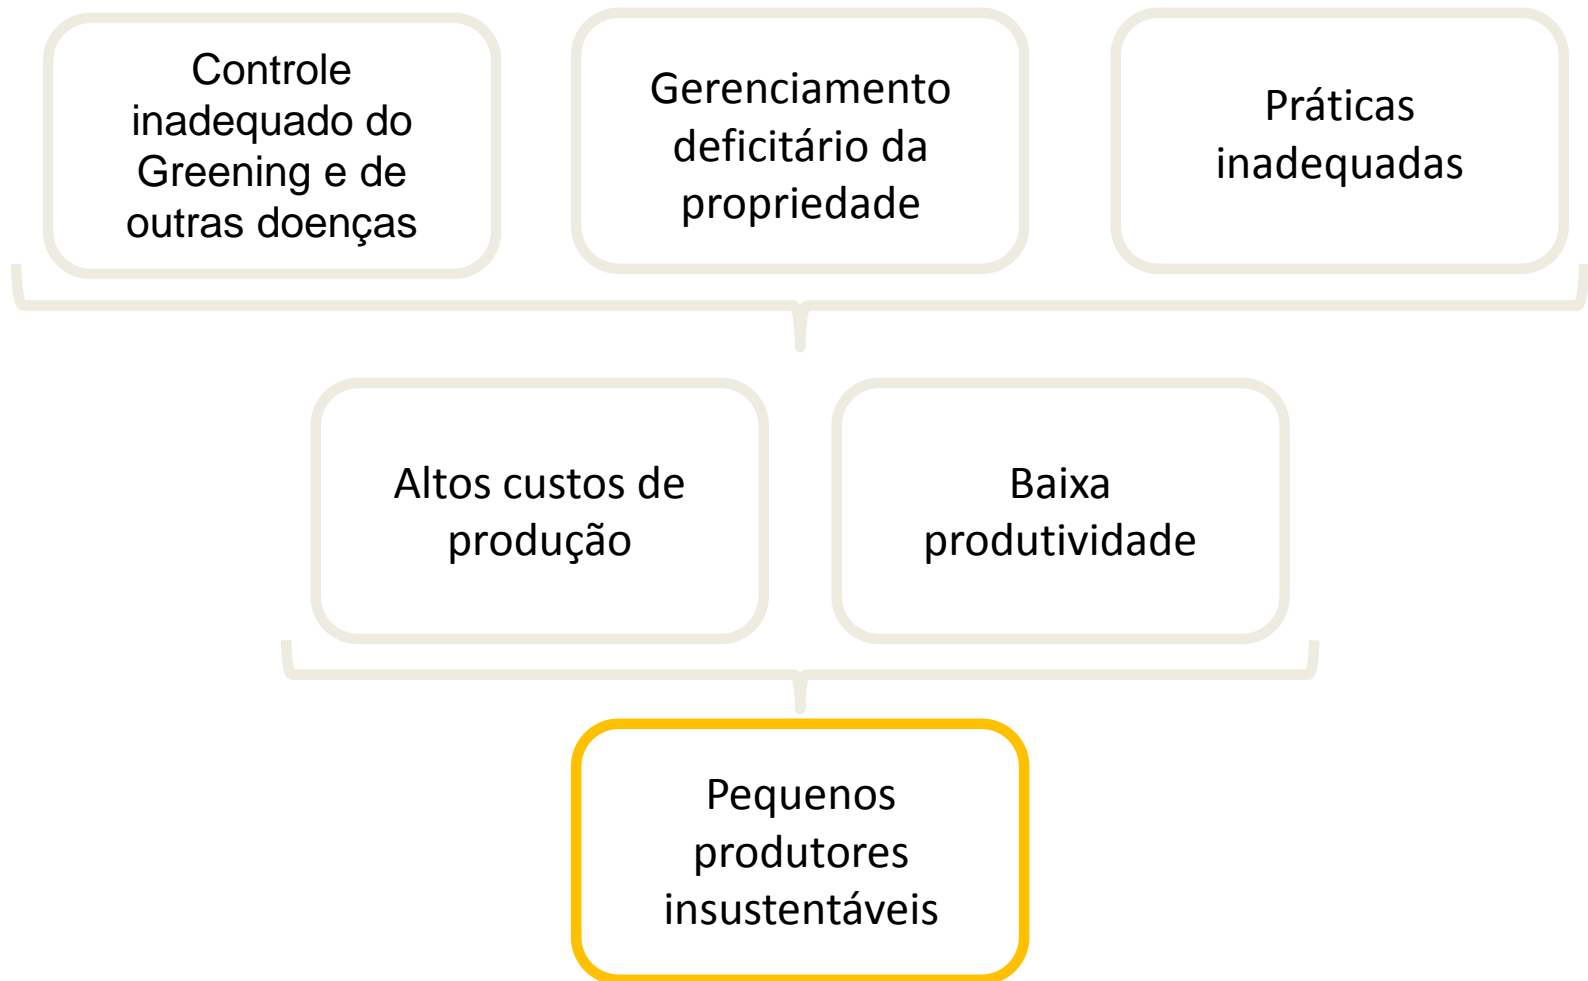 Controle
inadequado do
Greening e de
outras doenças
Gerenciamento
deficitário da
propriedade
Práticas
inadequadas
Altos custos de
produção
Baixa
produtividade
Pequenos
produtores
insustentáveis